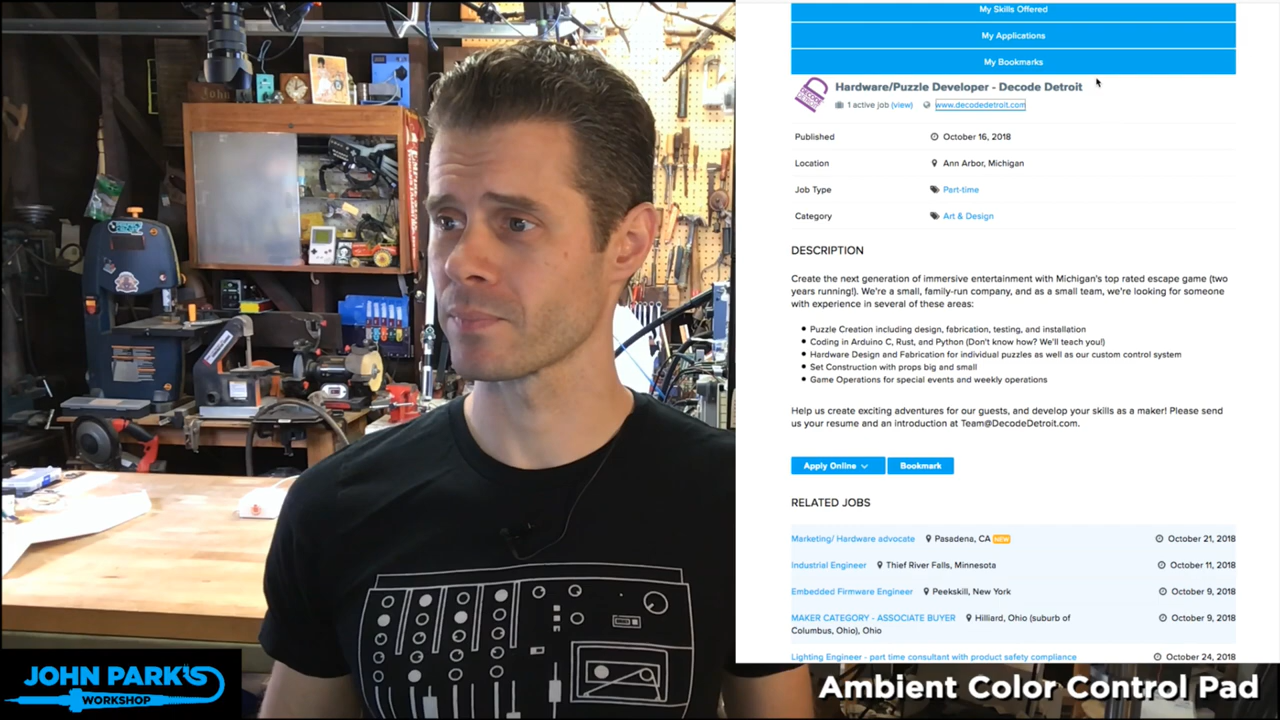 My Skills Offered
My Applications
My Bookmarks
Hardware/Puzzle Developer - Decode Detroit
1 active job (view) www.decodedetroit.com
Published October 16, 2018
Location Ann Arbor, Michigan
Job Type Part-time
Category Art & Design
DESCRIPTION
Create the next generation of immersive entertainment with Michigan's top rated escape game (two
years running!). We're a small, family-run company, and as a small team, we're looking for someone
with experience in several of these areas:
Puzzle Creation including design, fabrication, testing, and installation
Coding in Arduino C, Rust, and Python (Don't know how? We'll teach you!)
Hardware Design and Fabrication for individual puzzles as well as our custom control system
Set Construction with props big and small
Game Operations for special events and weekly operations
Help us create exciting adventures for our guests, and develop your skills as a maker! Please send
us your resume and an introduction at Team@DecodeDetroit.com.
Apply Online Bookmark
RELATED JOBS
Marketing/ Hardware advocate Pasadena, CA NEW October 21, 2018
Industrial Engineer Thief River Falls, Minnesota October 11, 2018
Embedded Firmware Engineer Peekskill, New York October 9, 2018
MAKER CATEGORY - ASSOCIATE BUYER Hilliard, Ohio (suburb of October 9, 2018
Columbus, Ohio), Ohio
Lighting Engineer - part time consultant with product safety compliance October 24, 2018
JOHN PARK'S
WORKSHOP
Ambient Color Control Pad